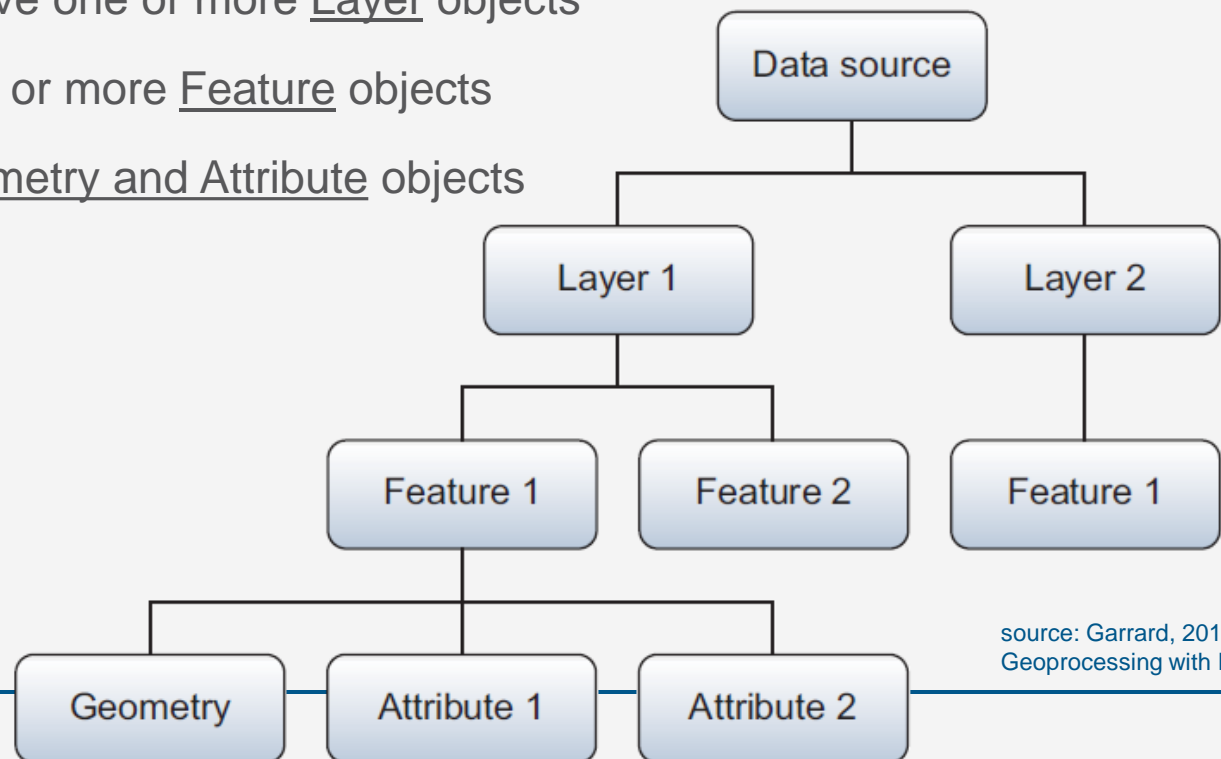 ve one or more Layer objects
or more Feature objects
metry and Attribute objects
Data source
Layer 1
Layer 2
Feature 1
Feature 2
Feature 1
source: Garrard, 201
Geoprocessing with
Geometry
Attribute 1
Attribute 2